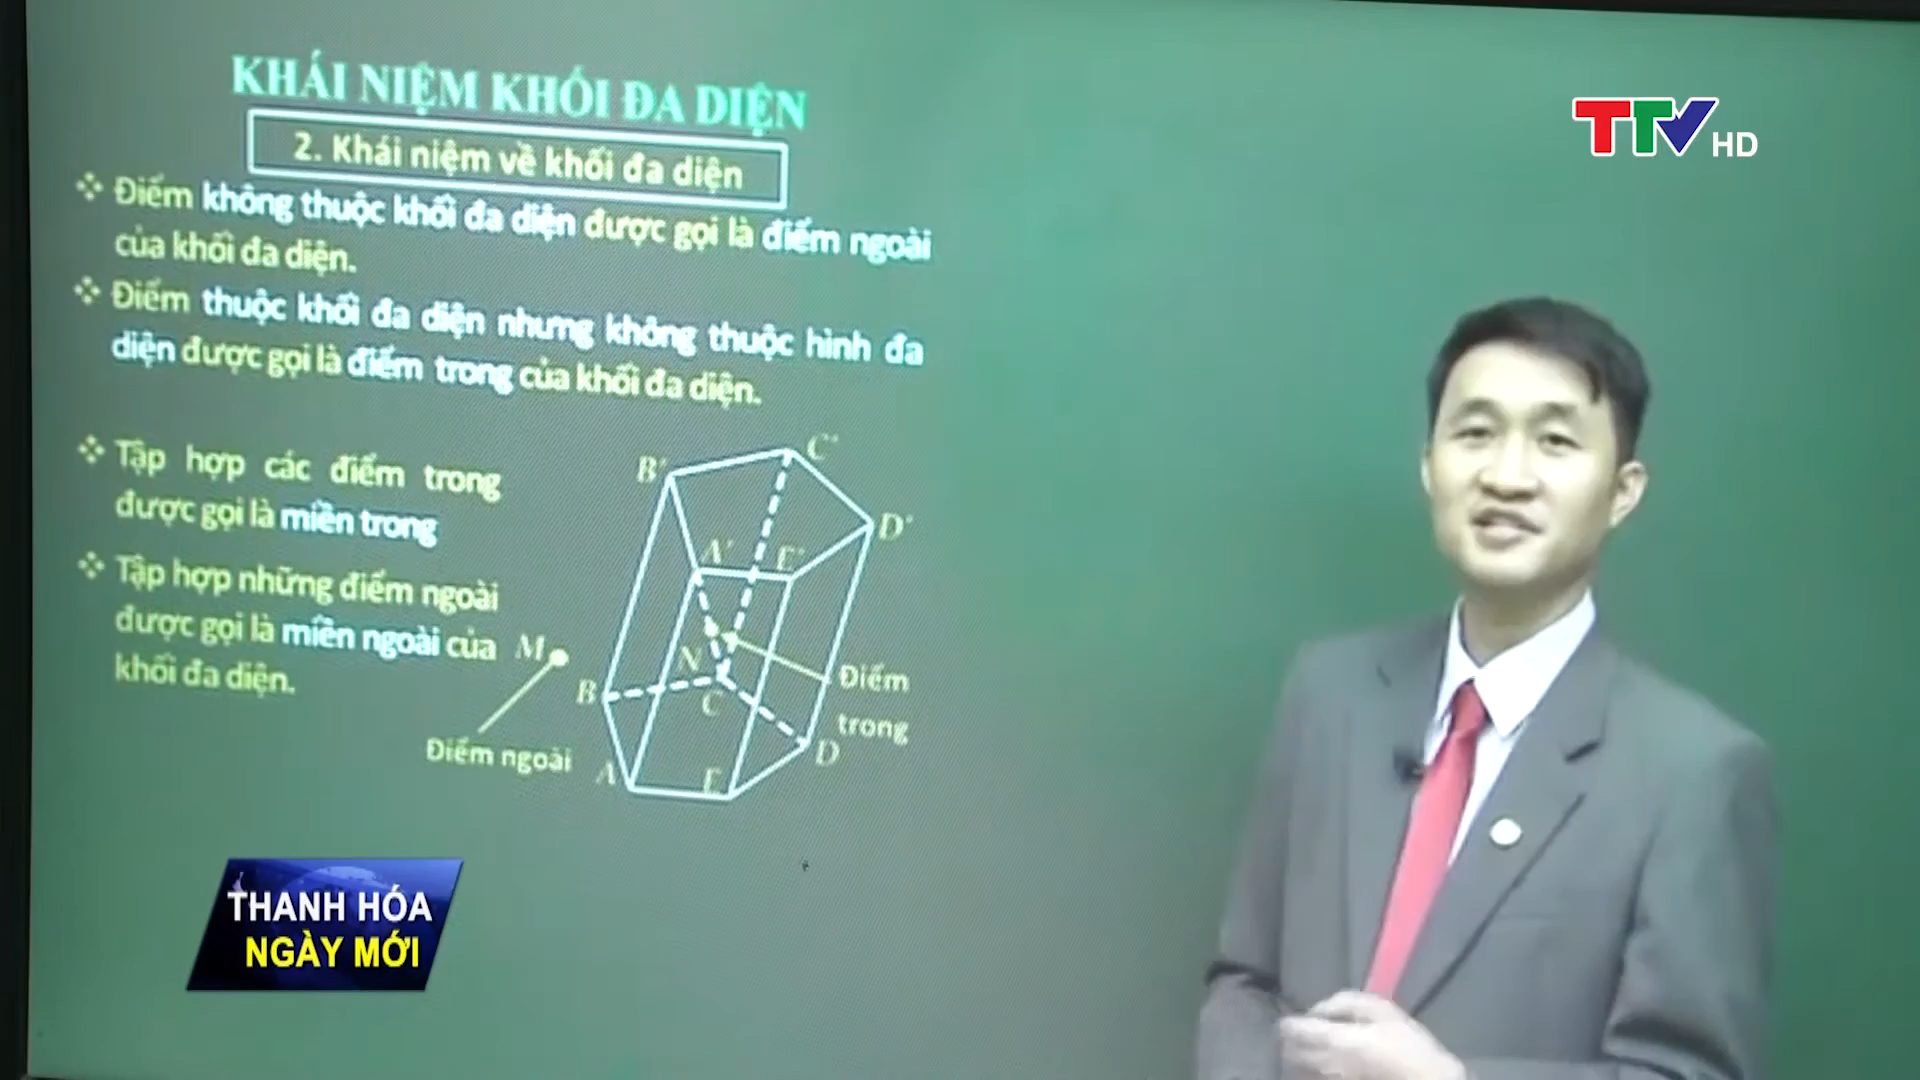 KHÁI NIỆM KHỐI ĐA DIỆN
2. Khái niệm về khối đa diện
❖ Điểm không thuộc khối đa diện được gọi là điểm ngoài
của khối đa diện.
❖ Điểm thuộc khối đa diện nhưng không thuộc hình đa
diện được gọi là điểm trong của khối đa diện.
❖ Tập hợp các điểm trong
được gọi là miền trong
❖ Tập hợp những điểm ngoài
được gọi là miền ngoài của
khối đa diện.
B'
C'
D'
A'
E'
M
N
B
C
Điểm
trong
D
Điểm ngoài
A
E
TTV HD
THANH HÓA
NGÀY MỚI